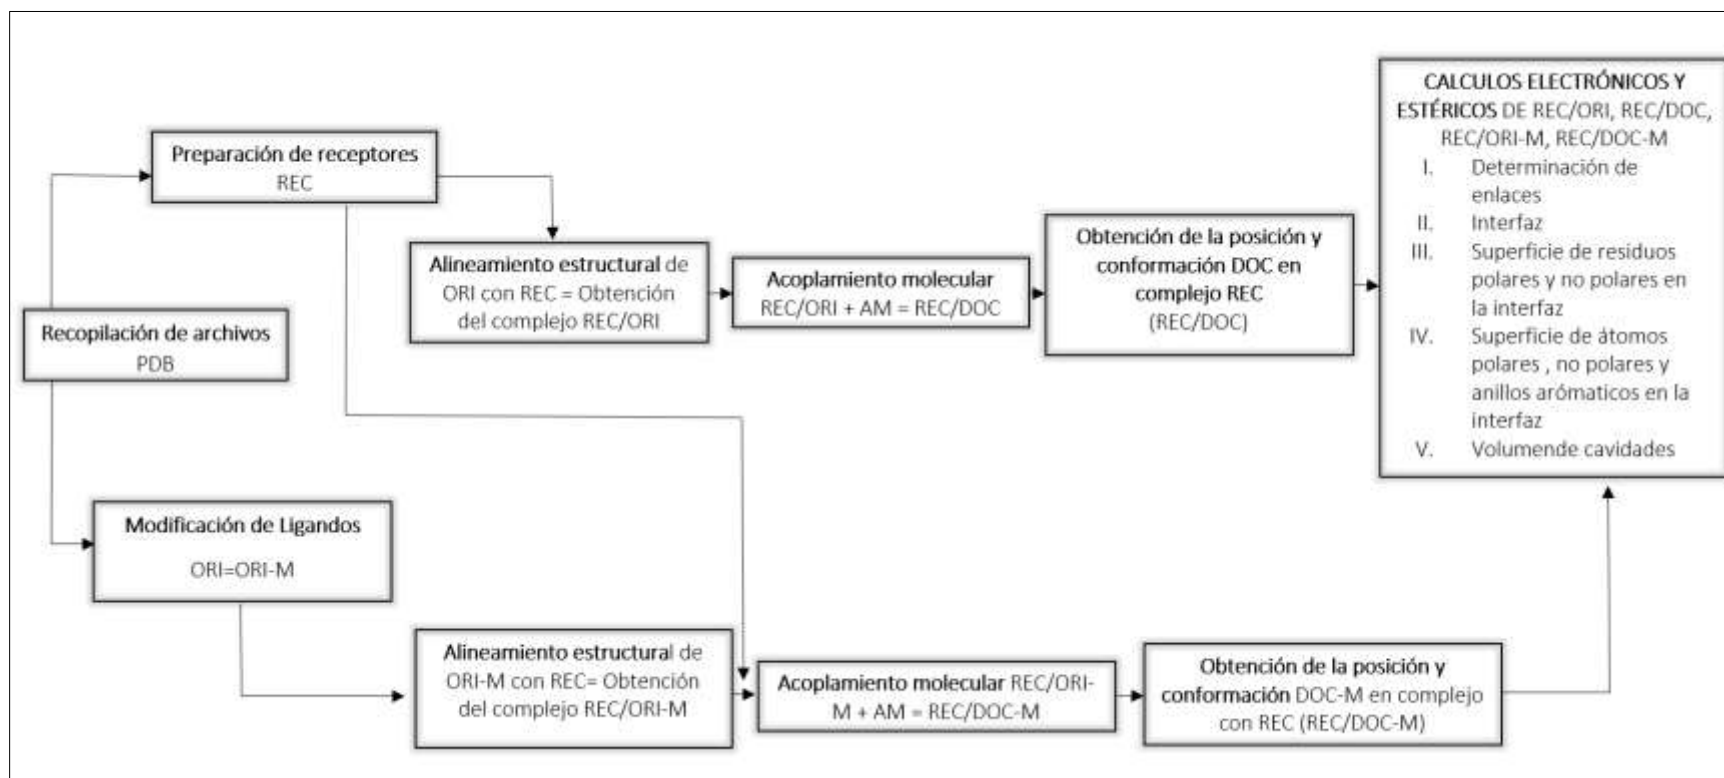 Recopilación de archivos
PDB
Preparación de receptores
REC
Alineamiento estructural de
ORI con REC = Obtención
del complejo REC/ORI
Acoplamiento molecular
REC/ORI + AM = REC/DOC
Obtención de la posición y
conformación DOC en
complejo REC
(REC/DOC)
Modificación de Ligandos
ORI=ORI-M
Alineamiento estructural de
ORI-M con REC= Obtención
del complejo REC/ORI-M
Acoplamiento molecular REC/ORI-
M + AM = REC/DOC-M
Obtención de la posición y
conformación DOC-M en complejo
con REC (REC/DOC-M)
CALCULOS ELECTRÓNICOS Y
ESTÉRICOS DE REC/ORI, REC/DOC,
REC/ORI-M, REC/DOC-M
I. Determinación de
enlaces
II. Interfaz
III. Superficie de residuos
polares y no polares en
la interfaz
IV. Superficie de átomos
polares , no polares y
anillos arómaticos en la
interfaz
V. Volumende cavidades